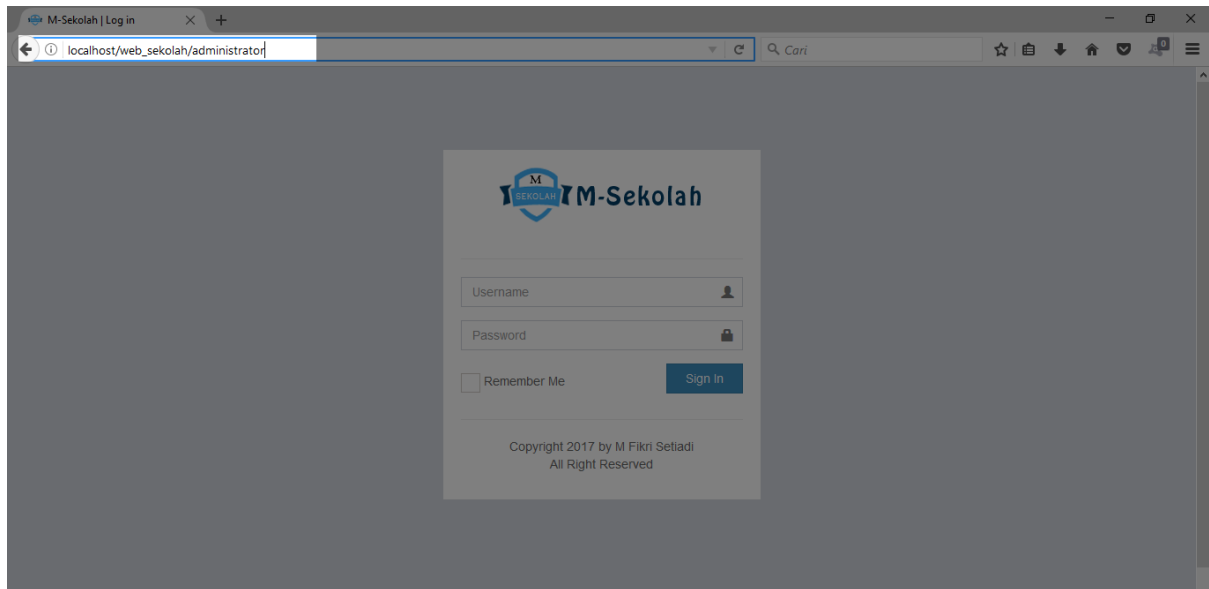 M-Sekolah | Log in
localhost/web_sekolah/administrator
Cari
0
M
SEKOLAH
M-Sekolah
Username
Password
Remember Me
Sign In
Copyright 2017 by M Fikri Setiadi
All Right Reserved